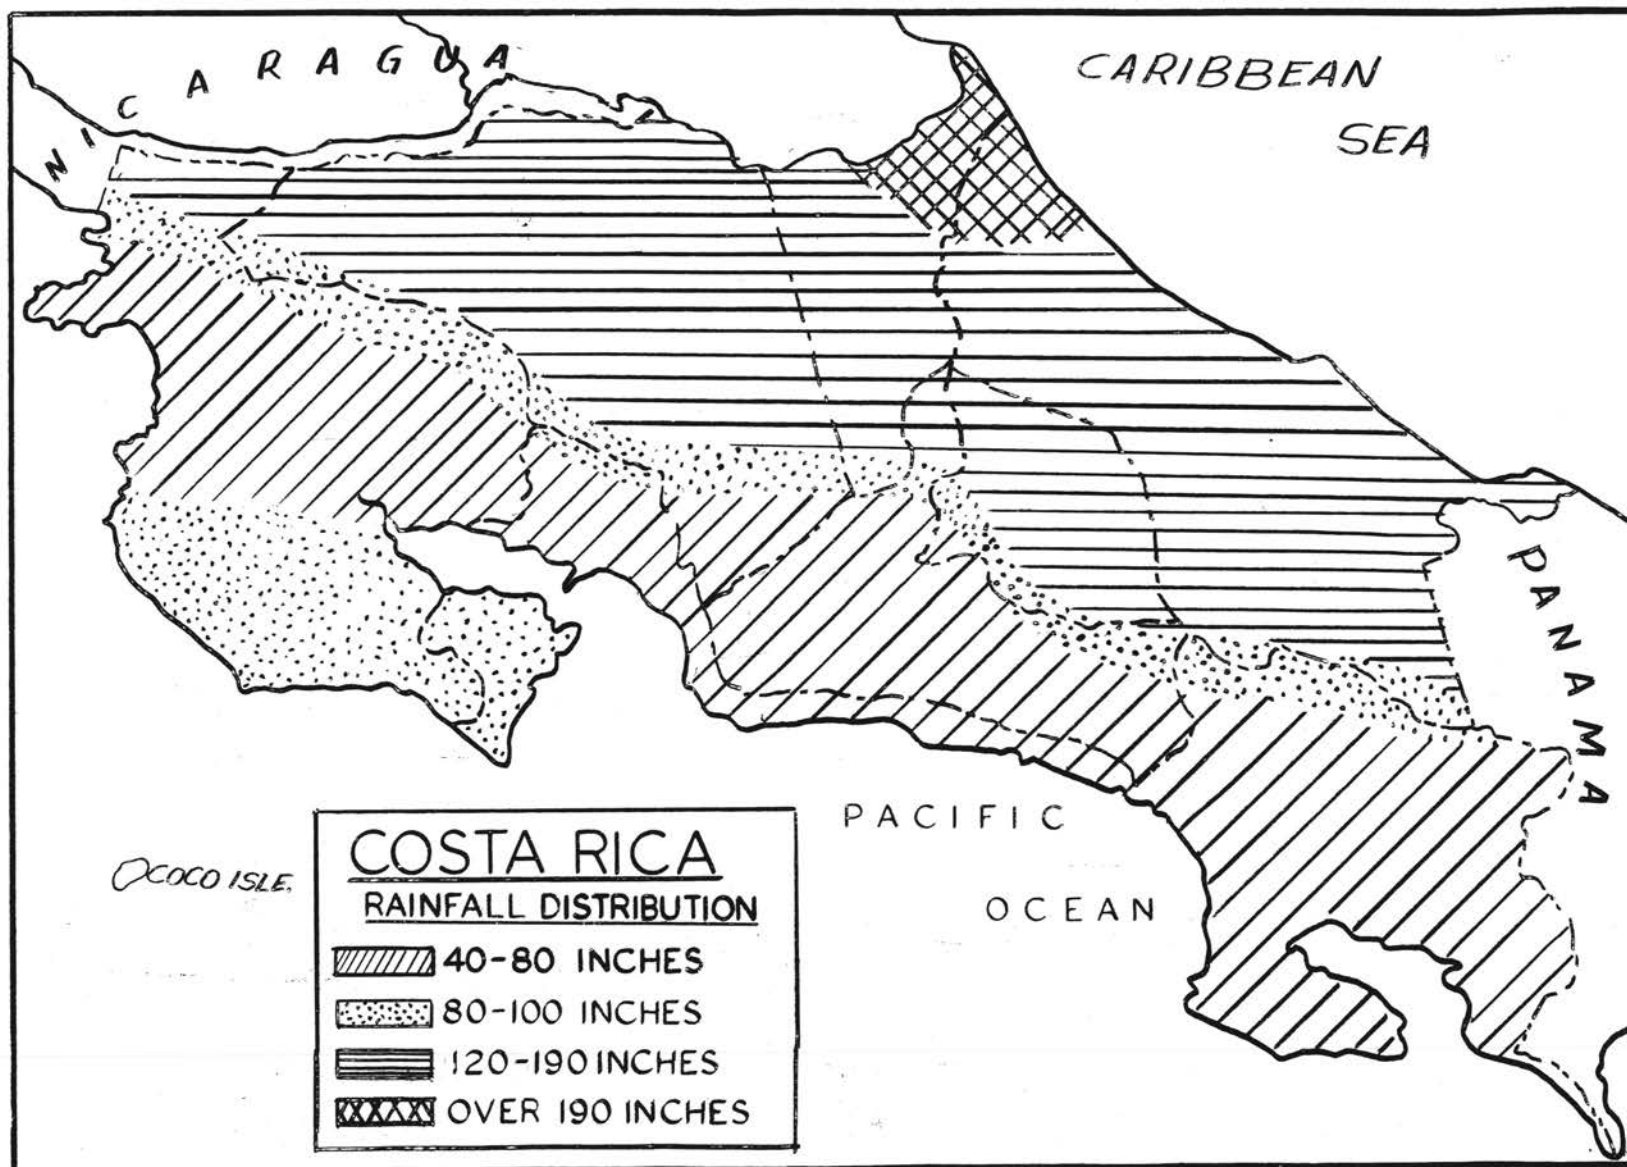 NICARAGUA
CARIBBEAN
SEA
PANAMA
PACIFIC
OCEAN
COCO ISLE.
COSTA RICA
RAINFALL DISTRIBUTION
40-80 INCHES
80-100 INCHES
120-190 INCHES
OVER 190 INCHES